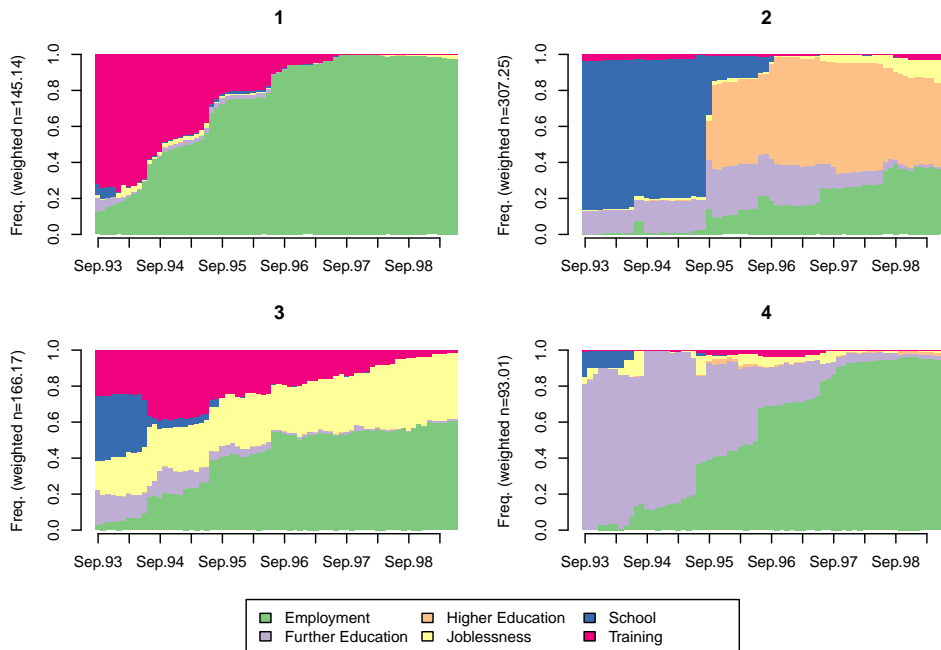 1
Freq. (weighted n=145.14)
0.0 0.2 0.4 0.6 0.8 1.0
Sep.93 Sep.94 Sep.95 Sep.96 Sep.97 Sep.98
2
Freq. (weighted n=307.25)
0.0 0.2 0.4 0.6 0.8 1.0
Sep.93 Sep.94 Sep.95 Sep.96 Sep.97 Sep.98
3
Freq. (weighted n=166.17)
0.0 0.2 0.4 0.6 0.8 1.0
Sep.93 Sep.94 Sep.95 Sep.96 Sep.97 Sep.98
4
Freq. (weighted n=93.01)
0.0 0.2 0.4 0.6 0.8 1.0
Sep.93 Sep.94 Sep.95 Sep.96 Sep.97 Sep.98
Employment Higher Education School
Further Education Joblessness Training